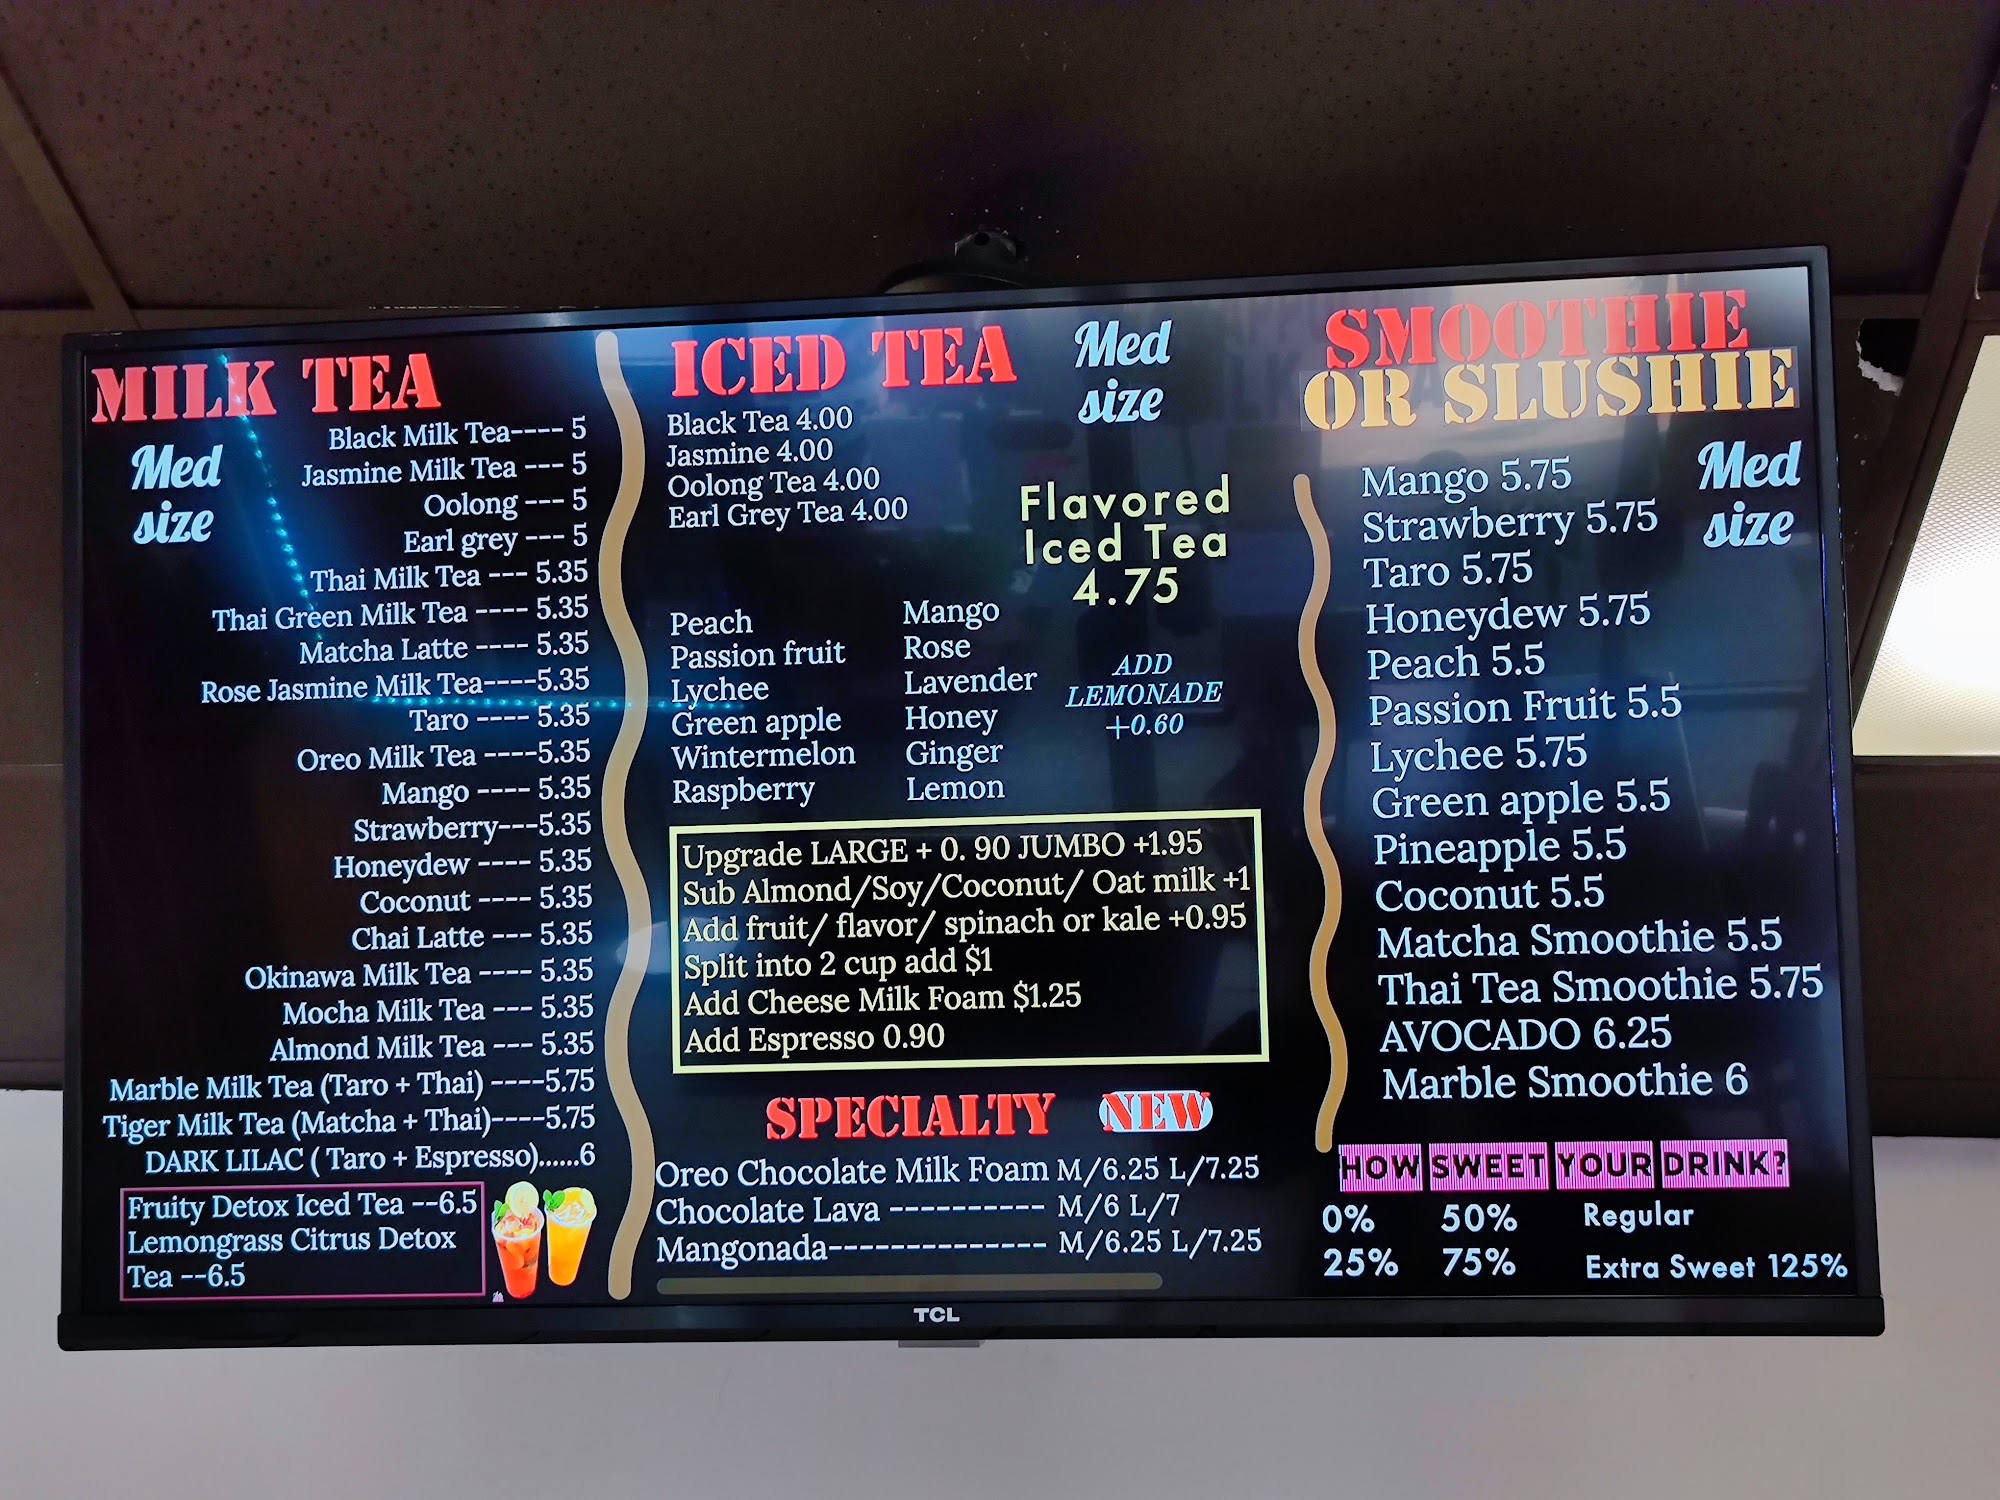 MILK TEA
Med
size
Black Milk Tea---- 5
Jasmine Milk Tea --- 5
Oolong --- 5
Earl grey --- 5
Thai Milk Tea --- 5.35
Thai Green Milk Tea ---- 5.35
Matcha Latte ---- 5.35
Rose Jasmine Milk Tea----5.35
Taro ---- 5.35
Oreo Milk Tea ----5.35
Mango ---- 5.35
Strawberry---5.35
Honeydew ---- 5.35
Coconut ---- 5.35
Chai Latte --- 5.35
Okinawa Milk Tea ---- 5.35
Mocha Milk Tea --- 5.35
Almond Milk Tea --- 5.35
Marble Milk Tea (Taro + Thai) ----5.75
Tiger Milk Tea (Matcha + Thai)----5.75
DARK LILAC ( Taro + Espresso)......6
Fruity Detox Iced Tea --6.5
Lemongrass Citrus Detox
Tea --6.5
ICED TEA
Med
size
Black Tea 4.00
Jasmine 4.00
Oolong Tea 4.00
Earl Grey Tea 4.00
Flavored
Iced Tea
4.75
Peach
Passion fruit
Lychee
Green apple
Wintermelon
Raspberry
Mango
Rose
Lavender
Honey
Ginger
Lemon
ADD
LEMONADE
+0.60
Upgrade LARGE + 0. 90 JUMBO +1.95
Sub Almond/Soy/Coconut/ Oat milk +1
Add fruit/ flavor/ spinach or kale +0.95
Split into 2 cup add $1
Add Cheese Milk Foam $1.25
Add Espresso 0.90
SPECIALTY NEW
Oreo Chocolate Milk Foam M/6.25 L/7.25
Chocolate Lava ---------- M/6 L/7
Mangonada-------------- M/6.25 L/7.25
SMOOTHIE
OR SLUSHIE
Med
size
Mango 5.75
Strawberry 5.75
Taro 5.75
Honeydew 5.75
Peach 5.5
Passion Fruit 5.5
Lychee 5.75
Green apple 5.5
Pineapple 5.5
Coconut 5.5
Matcha Smoothie 5.5
Thai Tea Smoothie 5.75
AVOCADO 6.25
Marble Smoothie 6
HOW SWEET YOUR DRINK?
0% 50% Regular
25% 75% Extra Sweet 125%
TCL